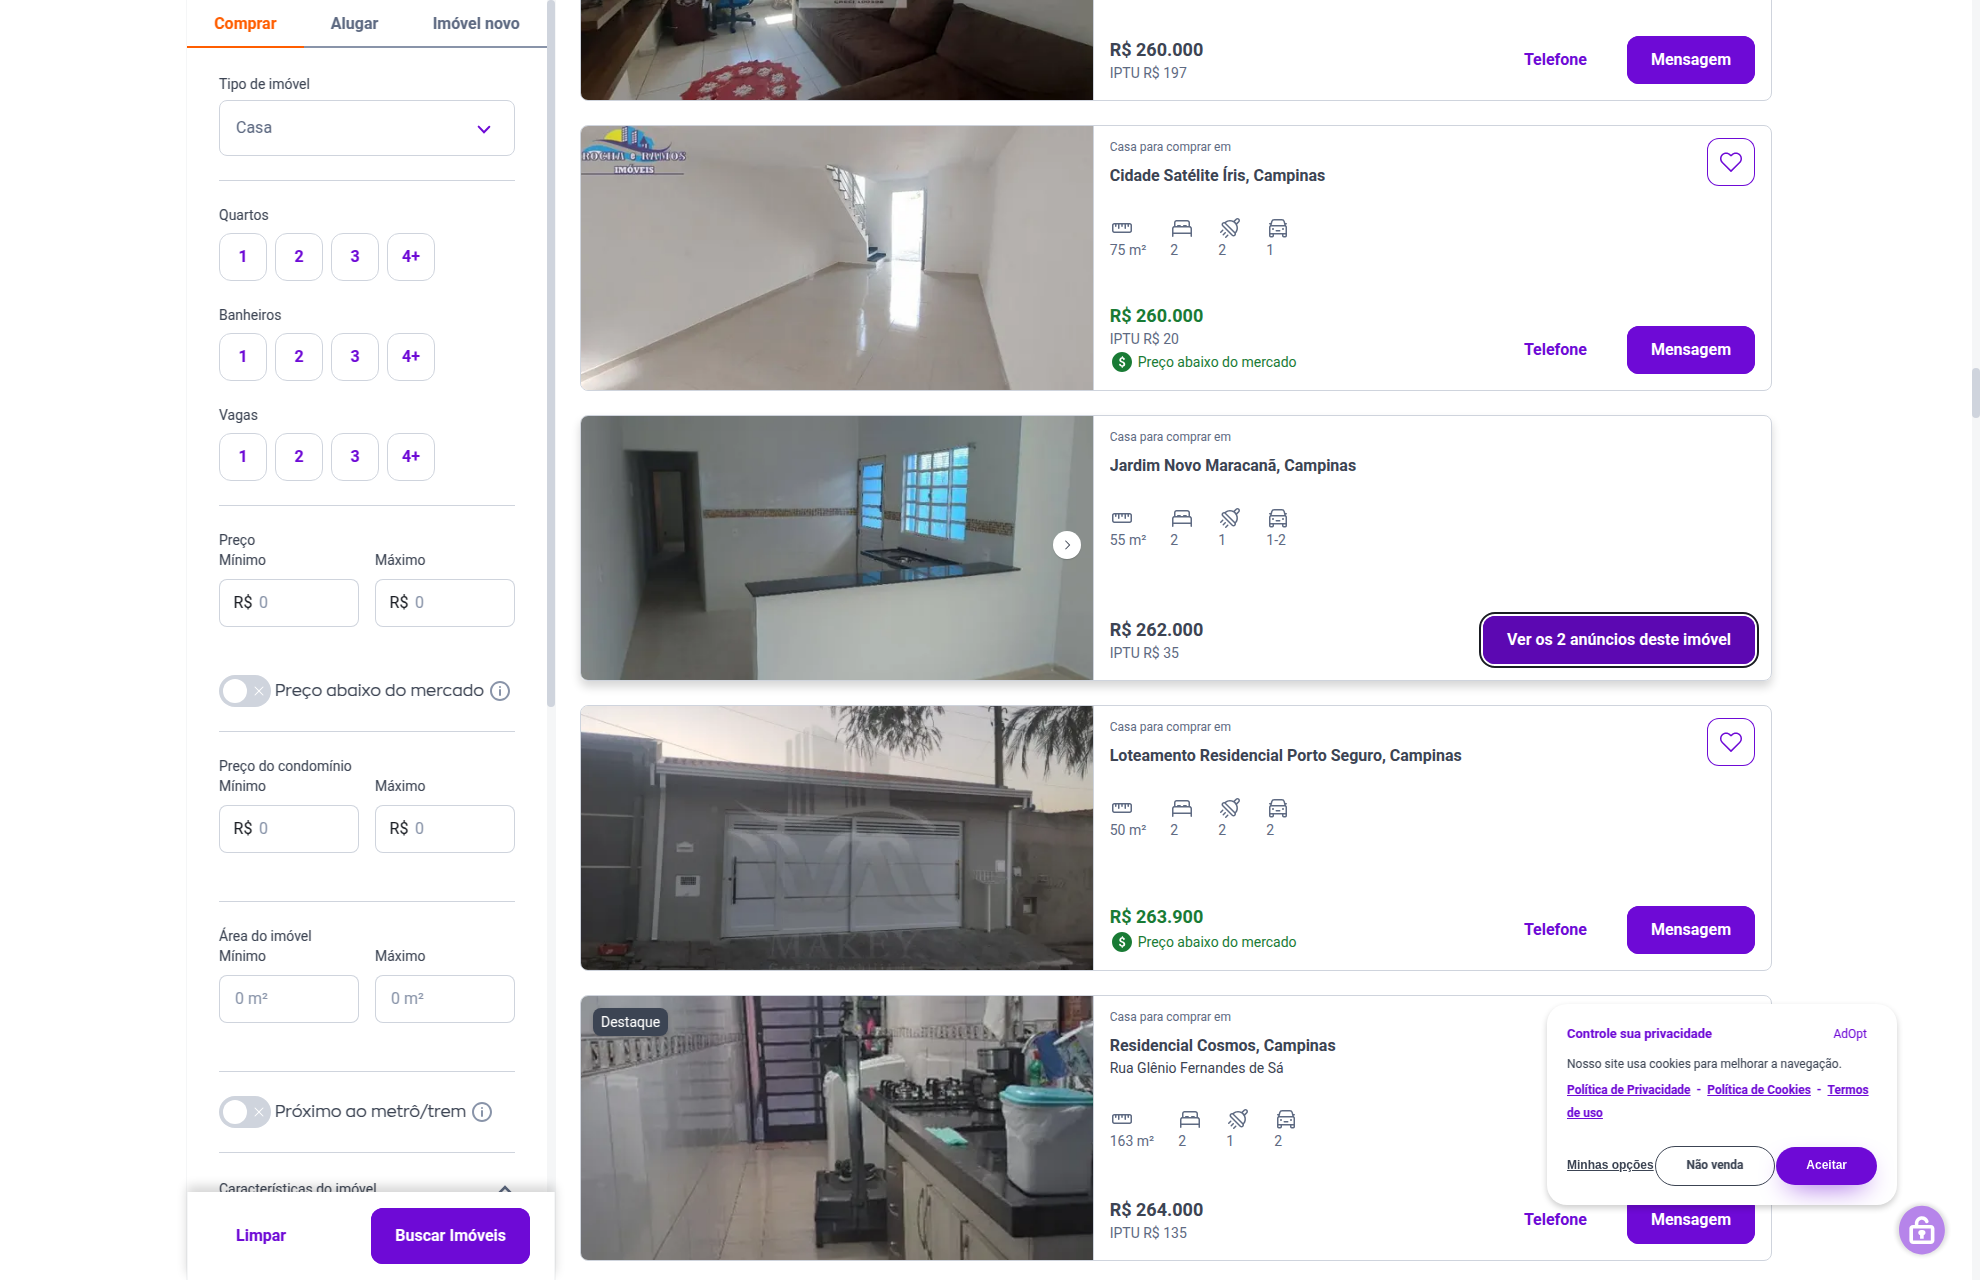 Comprar
Alugar
Imóvel novo
Tipo de imóvel
Casa
Quartos
1
2
3
4+
Banheiros
1
2
3
4+
Vagas
1
2
3
4+
Preço
Mínimo
Máximo
R$ 0
R$ 0
Preço abaixo do mercado
Preço do condomínio
Mínimo
Máximo
R$ 0
R$ 0
Área do imóvel
Mínimo
Máximo
0 m²
0 m²
Próximo ao metrô/trem
Características do imóvel
Limpar
Buscar Imóveis
R$ 260.000
IPTU R$ 197
Telefone
Mensagem
ROCHA e RAMOS
IMÓVEIS
Casa para comprar em
Cidade Satélite Íris, Campinas
75 m²
2
2
1
R$ 260.000
IPTU R$ 20
Preço abaixo do mercado
Telefone
Mensagem
Casa para comprar em
Jardim Novo Maracanã, Campinas
55 m²
2
1
1-2
R$ 262.000
IPTU R$ 35
Ver os 2 anúncios deste imóvel
Casa para comprar em
Loteamento Residencial Porto Seguro, Campinas
50 m²
2
2
2
R$ 263.900
Preço abaixo do mercado
Telefone
Mensagem
Destaque
Casa para comprar em
Residencial Cosmos, Campinas
Rua Glênio Fernandes de Sá
163 m²
2
1
2
R$ 264.000
IPTU R$ 135
Telefone
Mensagem
Controle sua privacidade
AdOpt
Nosso site usa cookies para melhorar a navegação.
Política de Privacidade - Política de Cookies - Termos
de uso
Minhas opções
Não venda
Aceitar